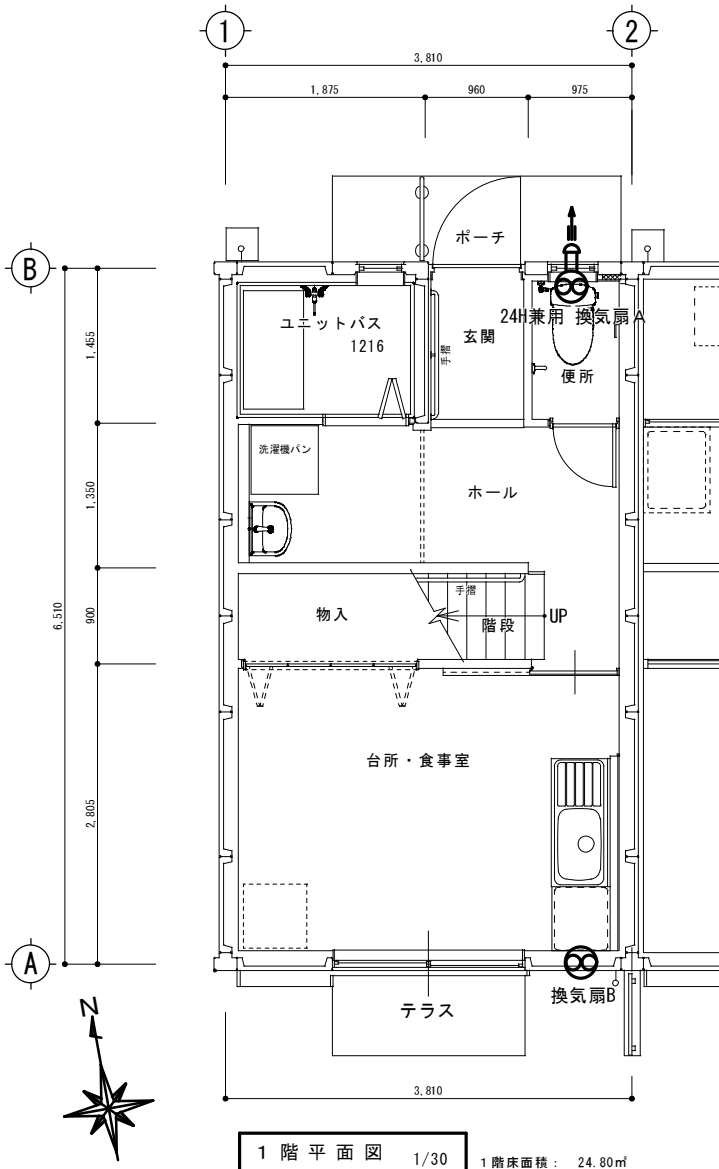 1 2
3,810
1,875 960 975
ポーチ
B
24H兼用 換気扇A
ユニットバス
1216
玄関
手摺
便所
1,455
洗濯機パン
ホール
1,350
手摺
物入
階段
UP
900
6,510
台所・食事室
2,805
A
換気扇B
テラス
N
3,810
1階平面図 1/30
1階床面積： 24.80㎡